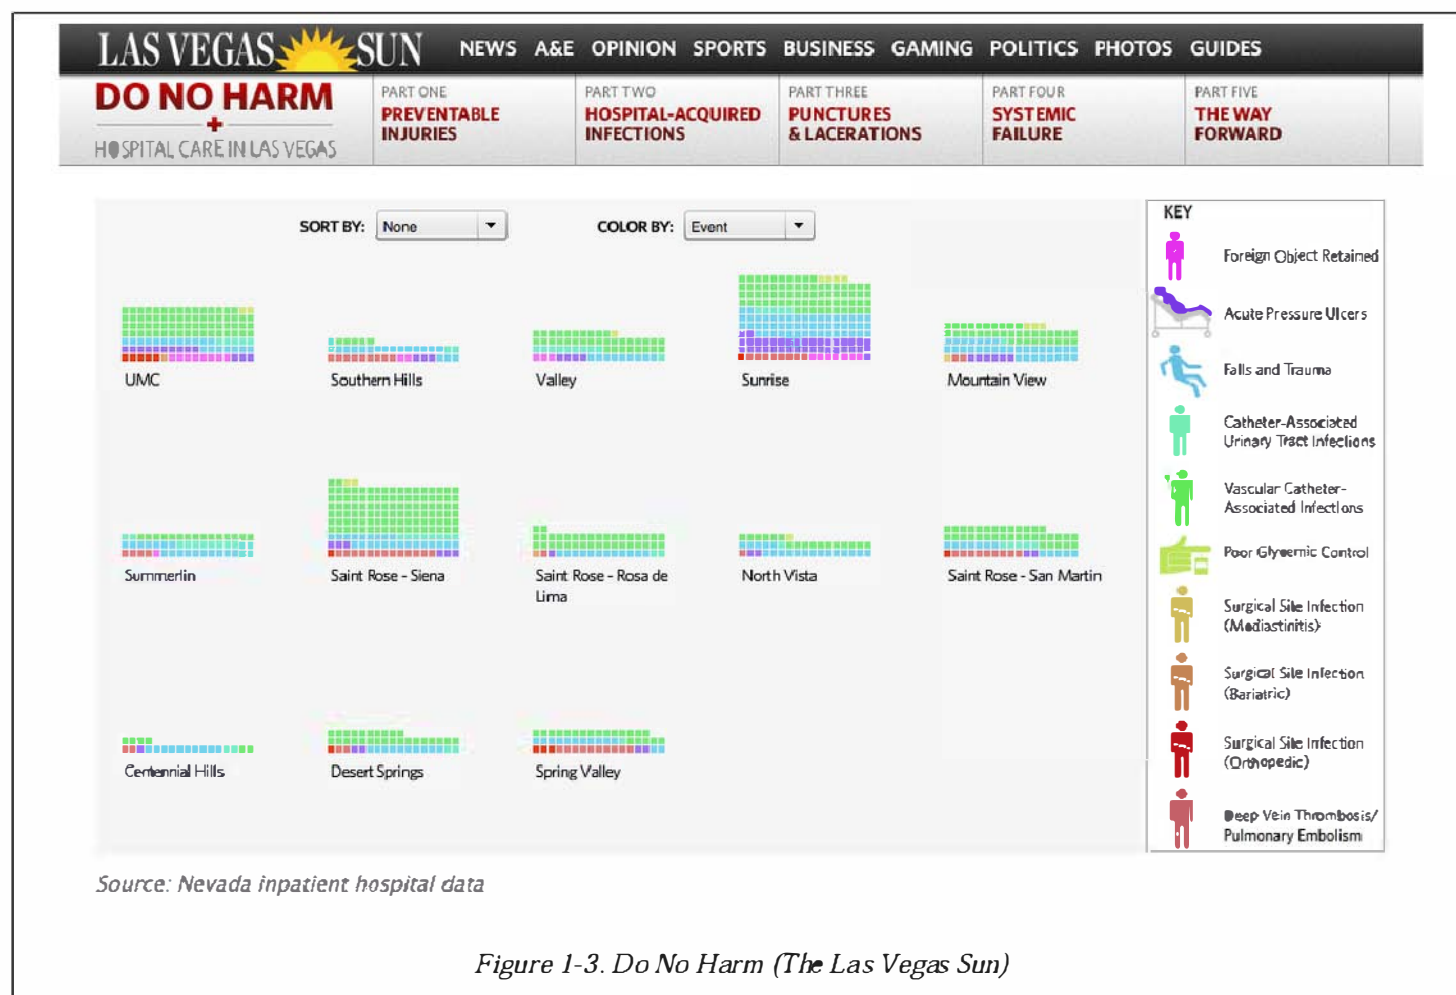 LAS VEGAS SUN NEWS A&E OPINION SPORTS BUSINESS GAMING POLITICS PHOTOS GUIDES
DO NO HARM
HOSPITAL CARE IN LAS VEGAS
PART ONE
PREVENTABLE
INJURIES
PART TWO
HOSPITAL-ACQUIRED
INFECTIONS
PART THREE
PUNCTURES
& LACERATIONS
PART FOUR
SYSTEMIC
FAILURE
PART FIVE
THE WAY
FORWARD
SORT BY: None COLOR BY: Event
UMC
Southern Hills
Valley
Sunrise
Mountain View
Summerlin
Saint Rose - Siena
Saint Rose - Rosa de
Lima
North Vista
Saint Rose - San Martin
Centennial Hills
Desert Springs
Spring Valley
KEY
Foreign Object Retained
Acute Pressure Ulcers
Falls and Trauma
Catheter-Associated
Urinary Tract Infections
Vascular Catheter-
Associated Infections
Poor Glycemic Control
Surgical Site Infection
(Mediastinitis)
Surgical Site Infection
(Bariatric)
Surgical Site Infection
(Orthopedic)
Deep Vein Thrombosis/
Pulmonary Embolism
Source: Nevada inpatient hospital data
Figure 1-3. Do No Harm (The Las Vegas Sun)